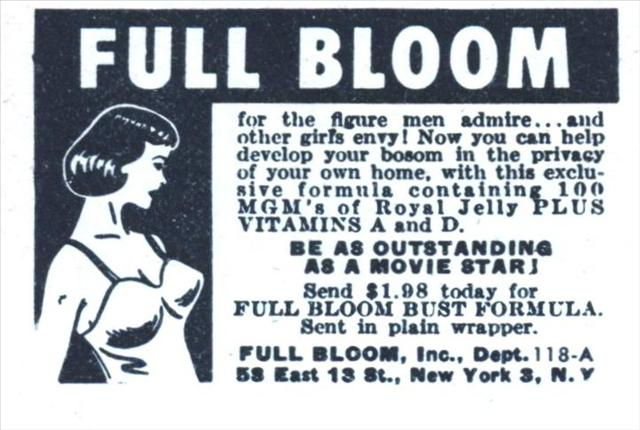 FULL BLOOM
for the figure men admire...and
other girls envy! Now you can help
develop your bosom in the privacy
of your own home, with this exclu-
sive formula containing 100
MGM's of Royal Jelly PLUS
VITAMINS A and D.
BE AS OUTSTANDING
AS A MOVIE STAR!
Send $1.98 today for
FULL BLOOM BUST FORMULA.
Sent in plain wrapper.
FULL BLOOM, Inc., Dept. 118-A
53 East 13 St., New York 3, N.Y